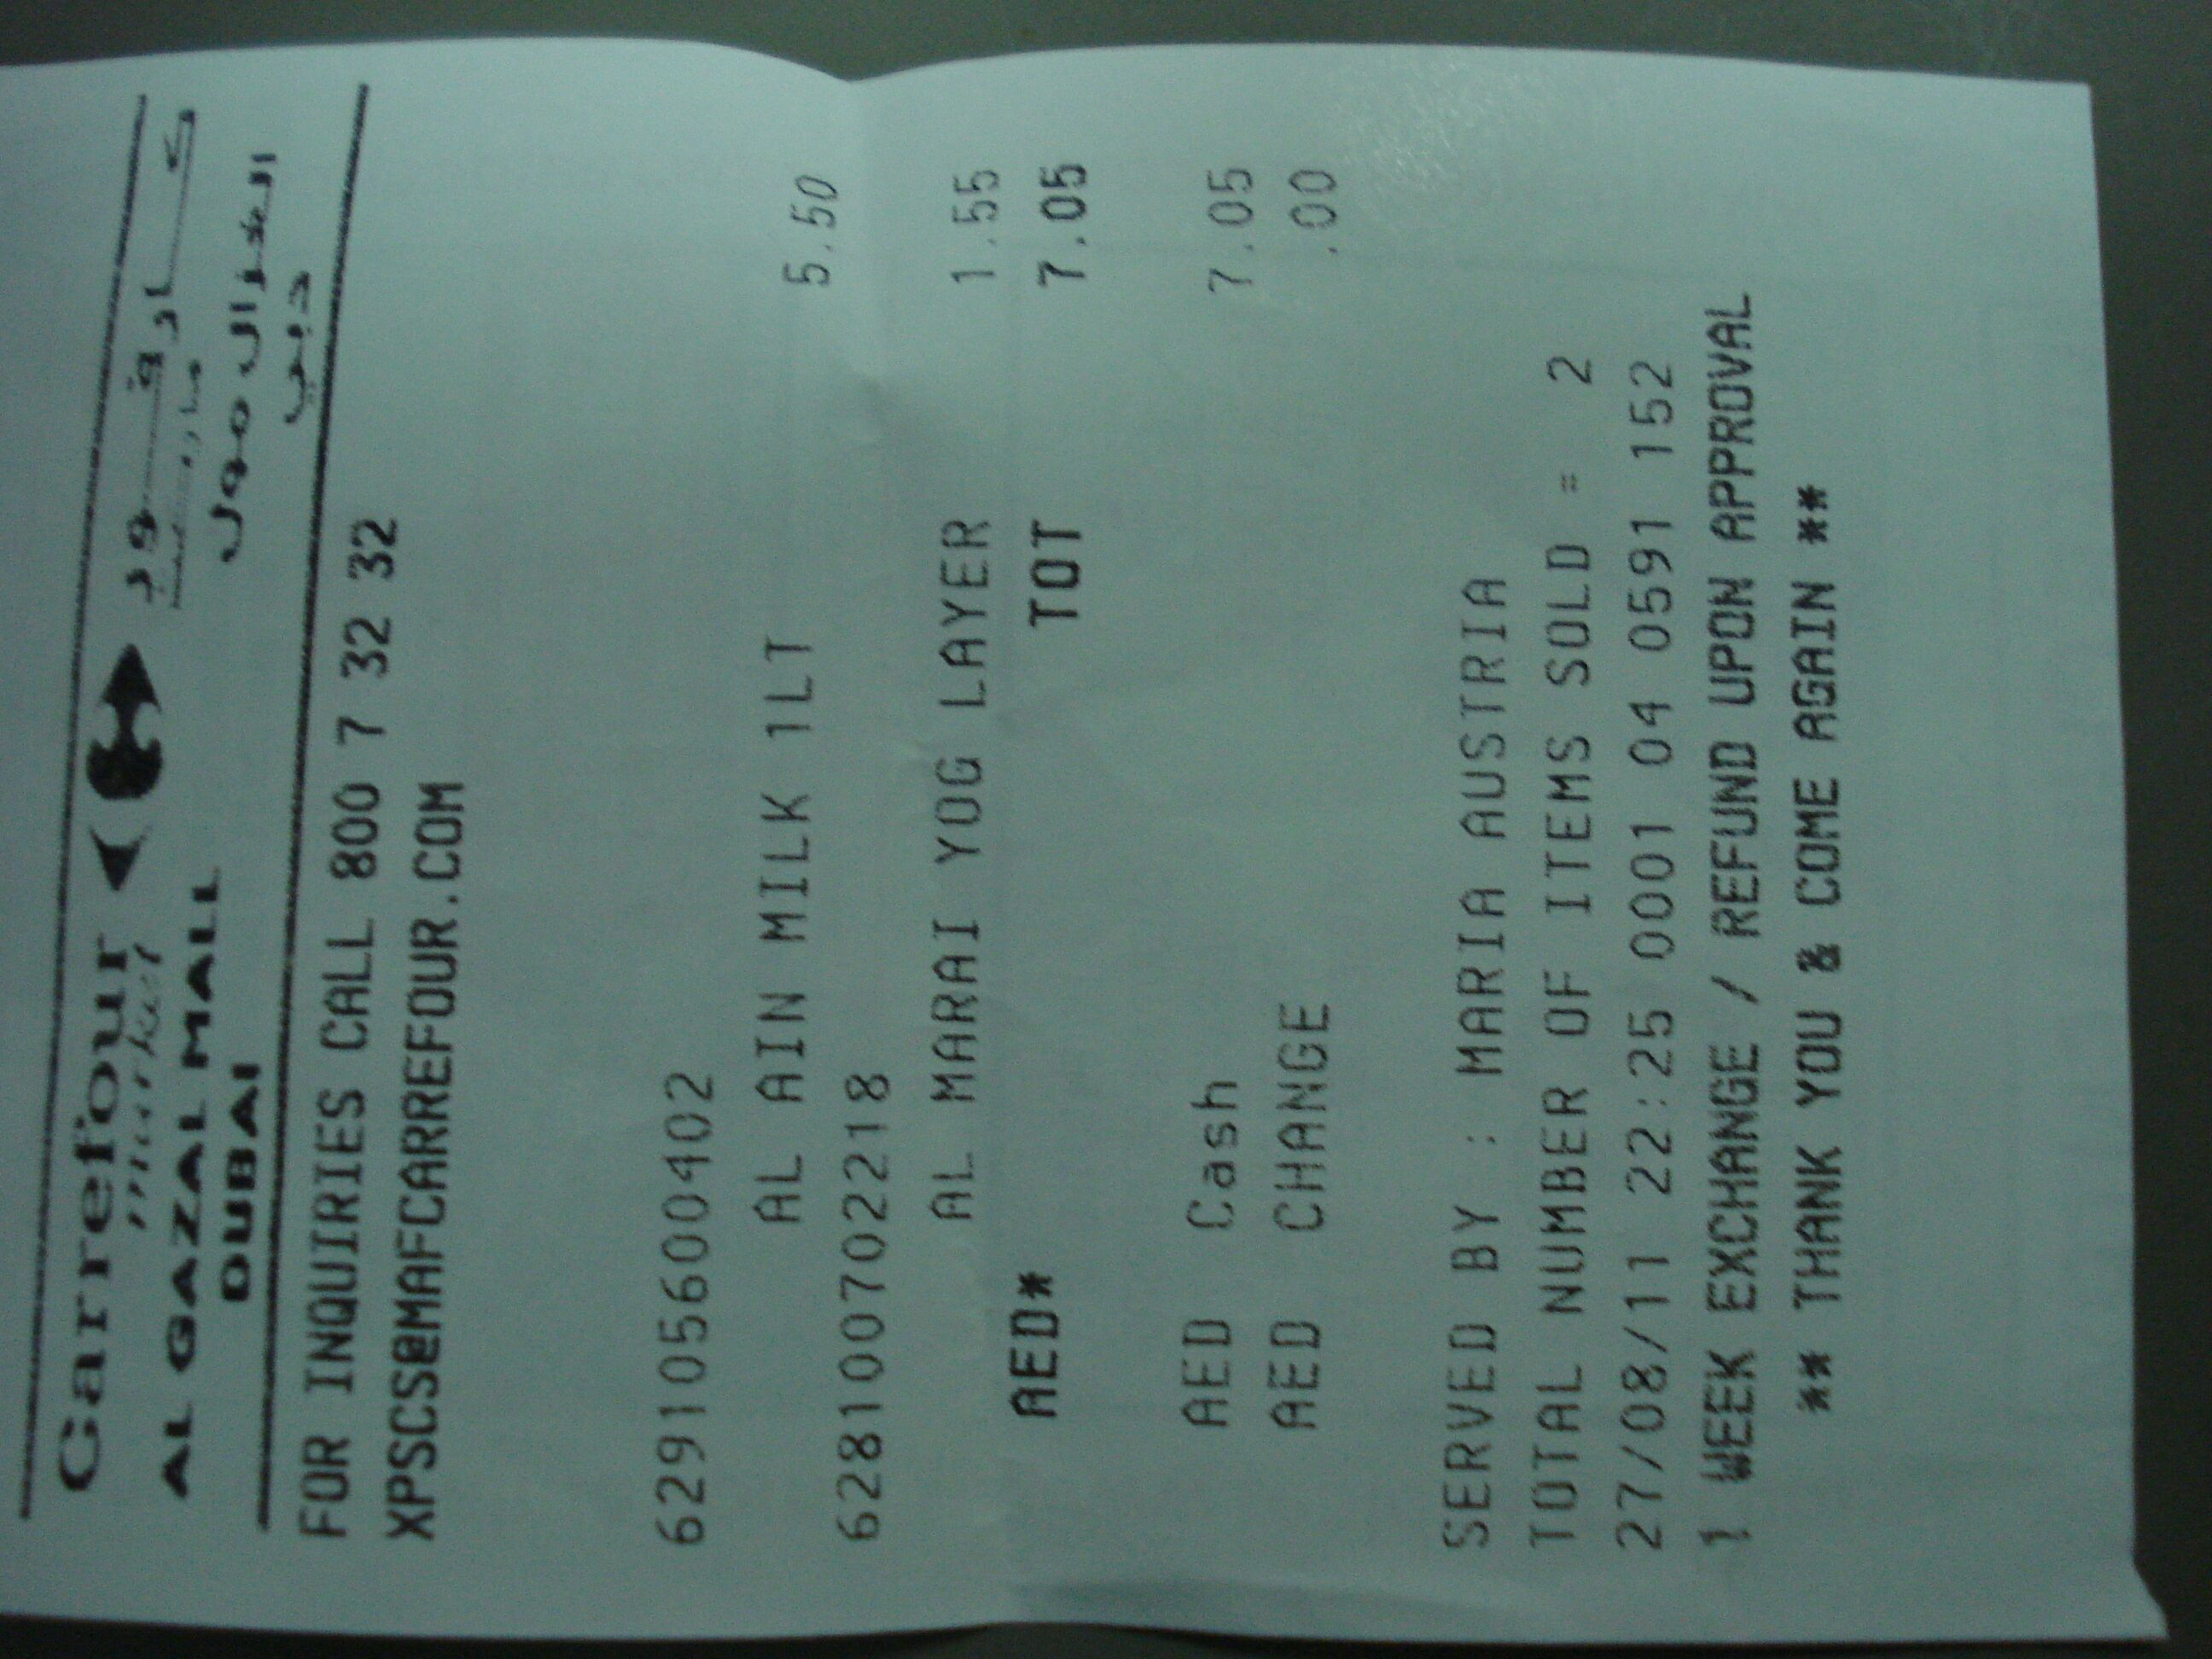 Carrefour كارفور
market ماركت
AL GAZAL MALL الغزال مول
DUBAI دبي
FOR INQUIRIES CALL 800 7 32 32
XPSCS@MAFCARREFOUR.COM
629105600402
AL AIN MILK 1LT 5.50
628100702218
AL MARAI YOG LAYER 1.55
AED* TOT 7.05
AED Cash 7.05
AED CHANGE .00
SERVED BY : MARIA AUSTRIA
TOTAL NUMBER OF ITEMS SOLD = 2
27/08/11 22:25 0001 04 0591 152
1 WEEK EXCHANGE / REFUND UPON APPROVAL
** THANK YOU & COME AGAIN **